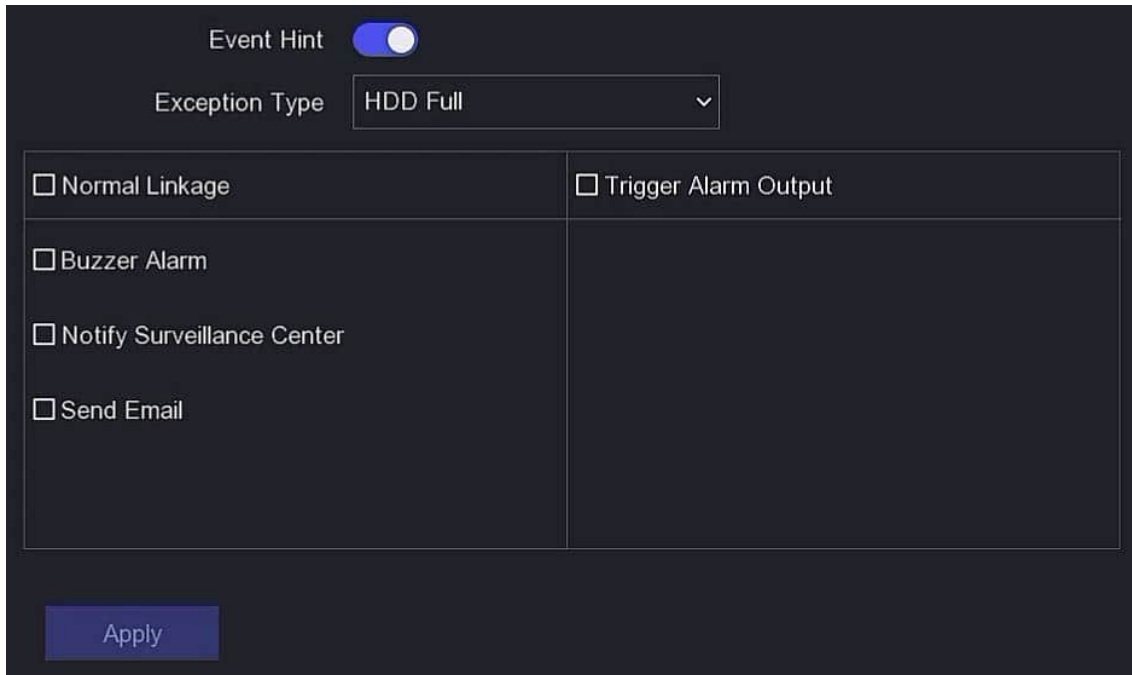 Event Hint
Exception Type HDD Full
Normal Linkage Trigger Alarm Output
Buzzer Alarm
Notify Surveillance Center
Send Email
Apply